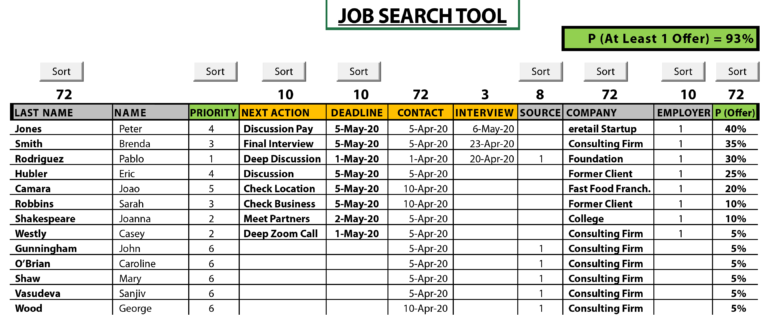 JOB SEARCH TOOL
P (At Least 1 Offer) = 93%
Sort Sort Sort Sort Sort Sort Sort Sort
72 10 10 72 3 8 72 10 72
LAST NAME NAME PRIORITY NEXT ACTION DEADLINE CONTACT INTERVIEW SOURCE COMPANY EMPLOYER P (Offer)
Jones Peter 4 Discussion Pay 5-May-20 5-Apr-20 6-May-20 eretail Startup 1 40%
Smith Brenda 3 Final Interview 5-May-20 5-Apr-20 23-Apr-20 Consulting Firm 1 35%
Rodriguez Pablo 1 Deep Discussion 1-May-20 1-Apr-20 20-Apr-20 1 Foundation 1 30%
Hubler Eric 4 Discussion 5-May-20 5-Apr-20 Former Client 1 25%
Camara Joao 5 Check Location 5-May-20 10-Apr-20 Fast Food Franch. 1 20%
Robbins Sarah 3 Check Business 5-May-20 10-Apr-20 Former Client 1 10%
Shakespeare Joanna 2 Meet Partners 2-May-20 5-Apr-20 College 1 10%
Westly Casey 2 Deep Zoom Call 1-May-20 5-Apr-20 Consulting Firm 1 5%
Gunningham John 6 5-Apr-20 1 Consulting Firm 5%
O'Brian Caroline 6 5-Apr-20 1 Consulting Firm 5%
Shaw Mary 6 5-Apr-20 1 Consulting Firm 5%
Vasudeva Sanjiv 6 5-Apr-20 1 Consulting Firm 5%
Wood George 6 10-Apr-20 1 Consulting Firm 5%